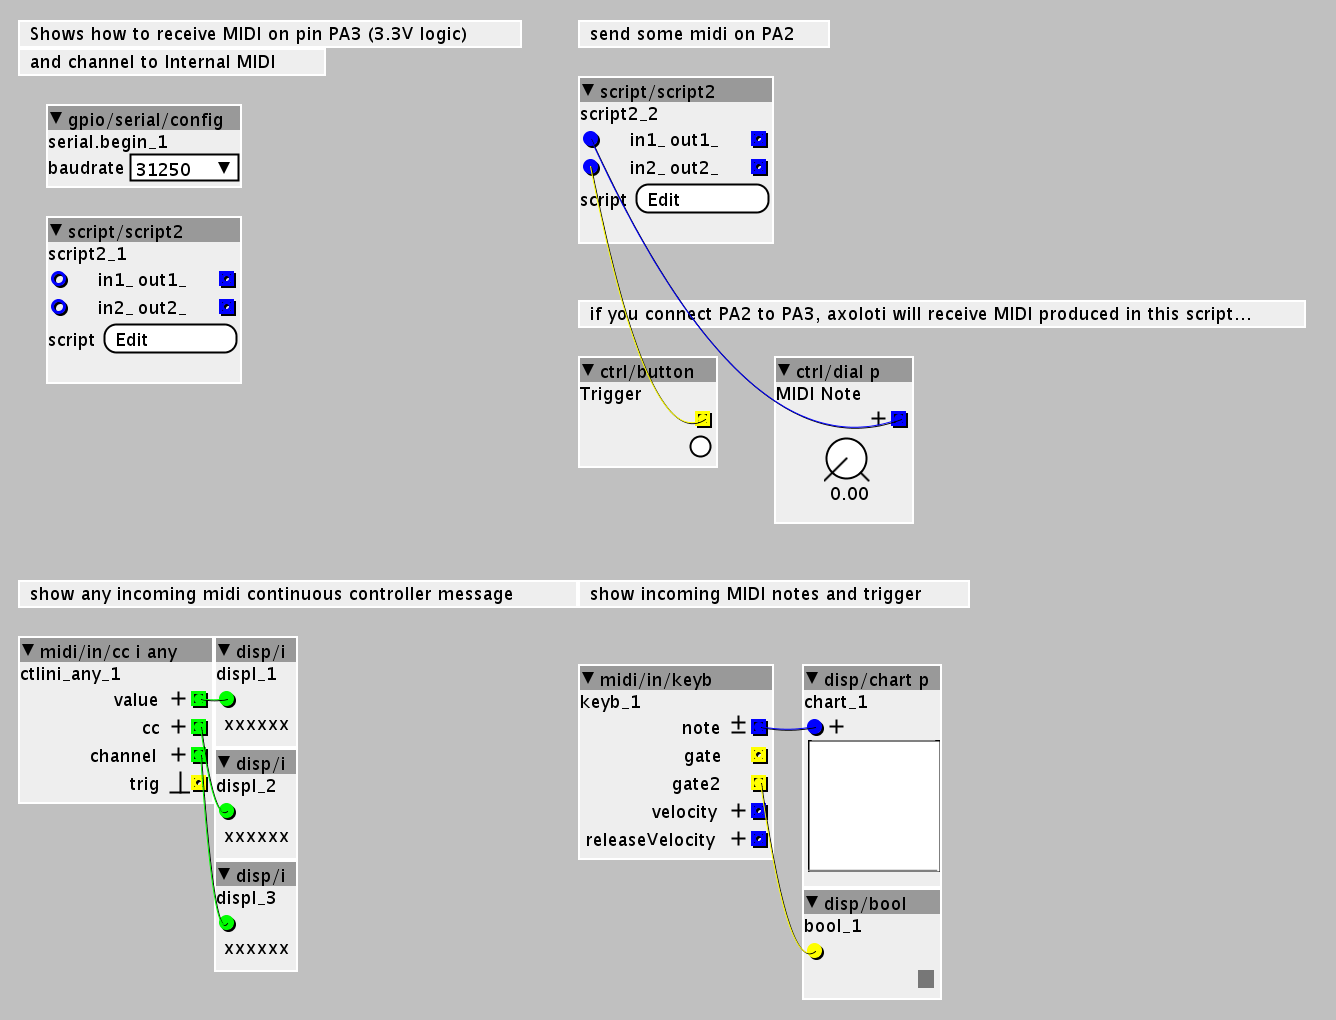 Shows how to receive MIDI on pin PA3 (3.3V logic)
and channel to Internal MIDI
gpio/serial/config
serial.begin_1
baudrate 31250
script/script2
script2_1
in1_ out1_
in2_ out2_
script Edit
send some midi on PA2
script/script2
script2_2
in1_ out1_
in2_ out2_
script Edit
if you connect PA2 to PA3, axoloti will receive MIDI produced in this script...
ctrl/button
Trigger
ctrl/dial p
MIDI Note
+
0.00
show any incoming midi continuous controller message
midi/in/cc i any
ctlini_any_1
value +
cc +
channel +
trig
disp/i
displ_1
xxxxxx
disp/i
displ_2
xxxxxx
disp/i
displ_3
xxxxxx
show incoming MIDI notes and trigger
midi/in/keyb
keyb_1
note ±
gate
gate2
velocity +
releaseVelocity +
disp/chart p
chart_1
+
disp/bool
bool_1